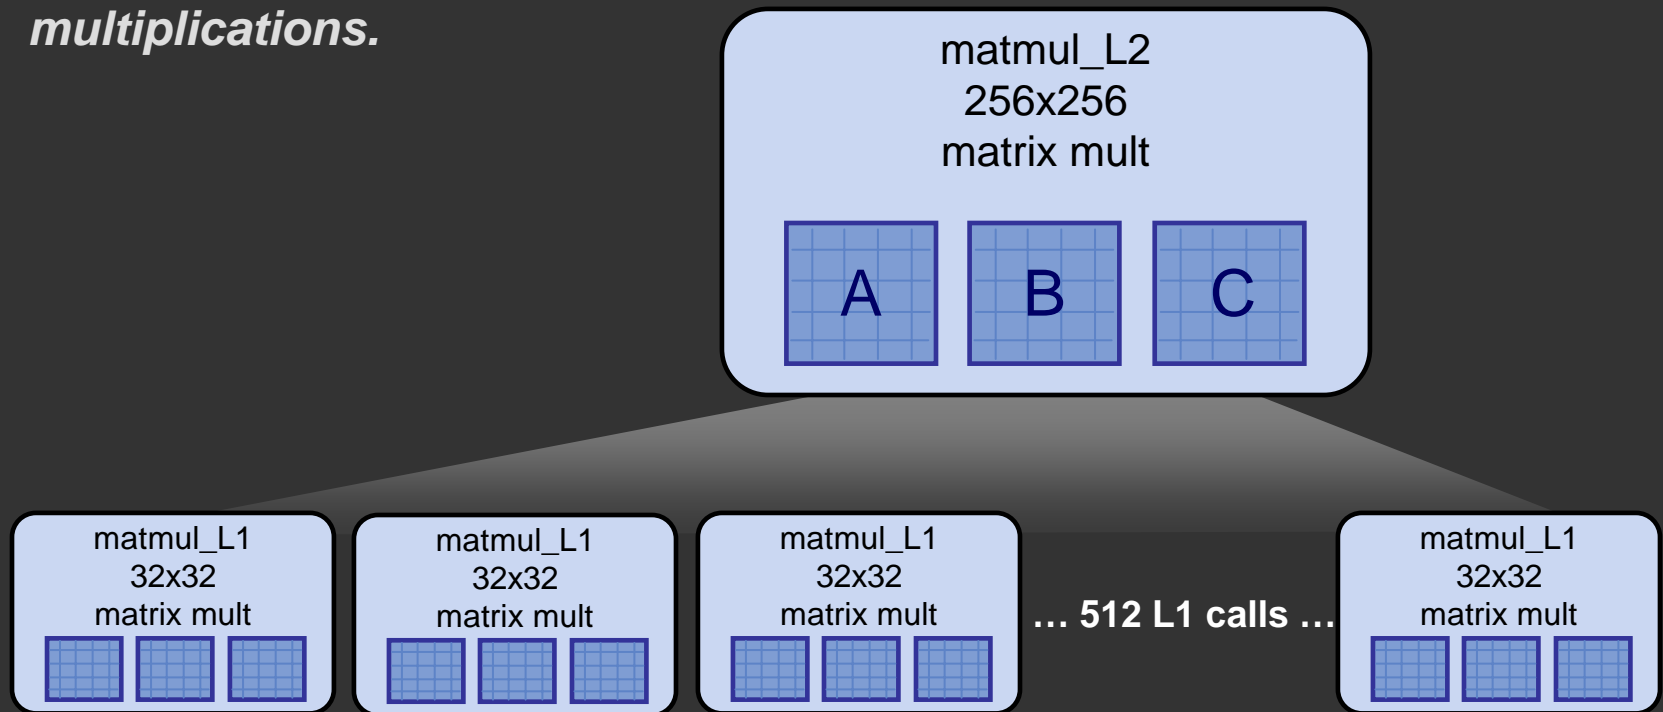 multiplications.
matmul_L2
256x256
matrix mult
A B C
matmul_L1
32x32
matrix mult
matmul_L1
32x32
matrix mult
matmul_L1
32x32
matrix mult
… 512 L1 calls …
matmul_L1
32x32
matrix mult